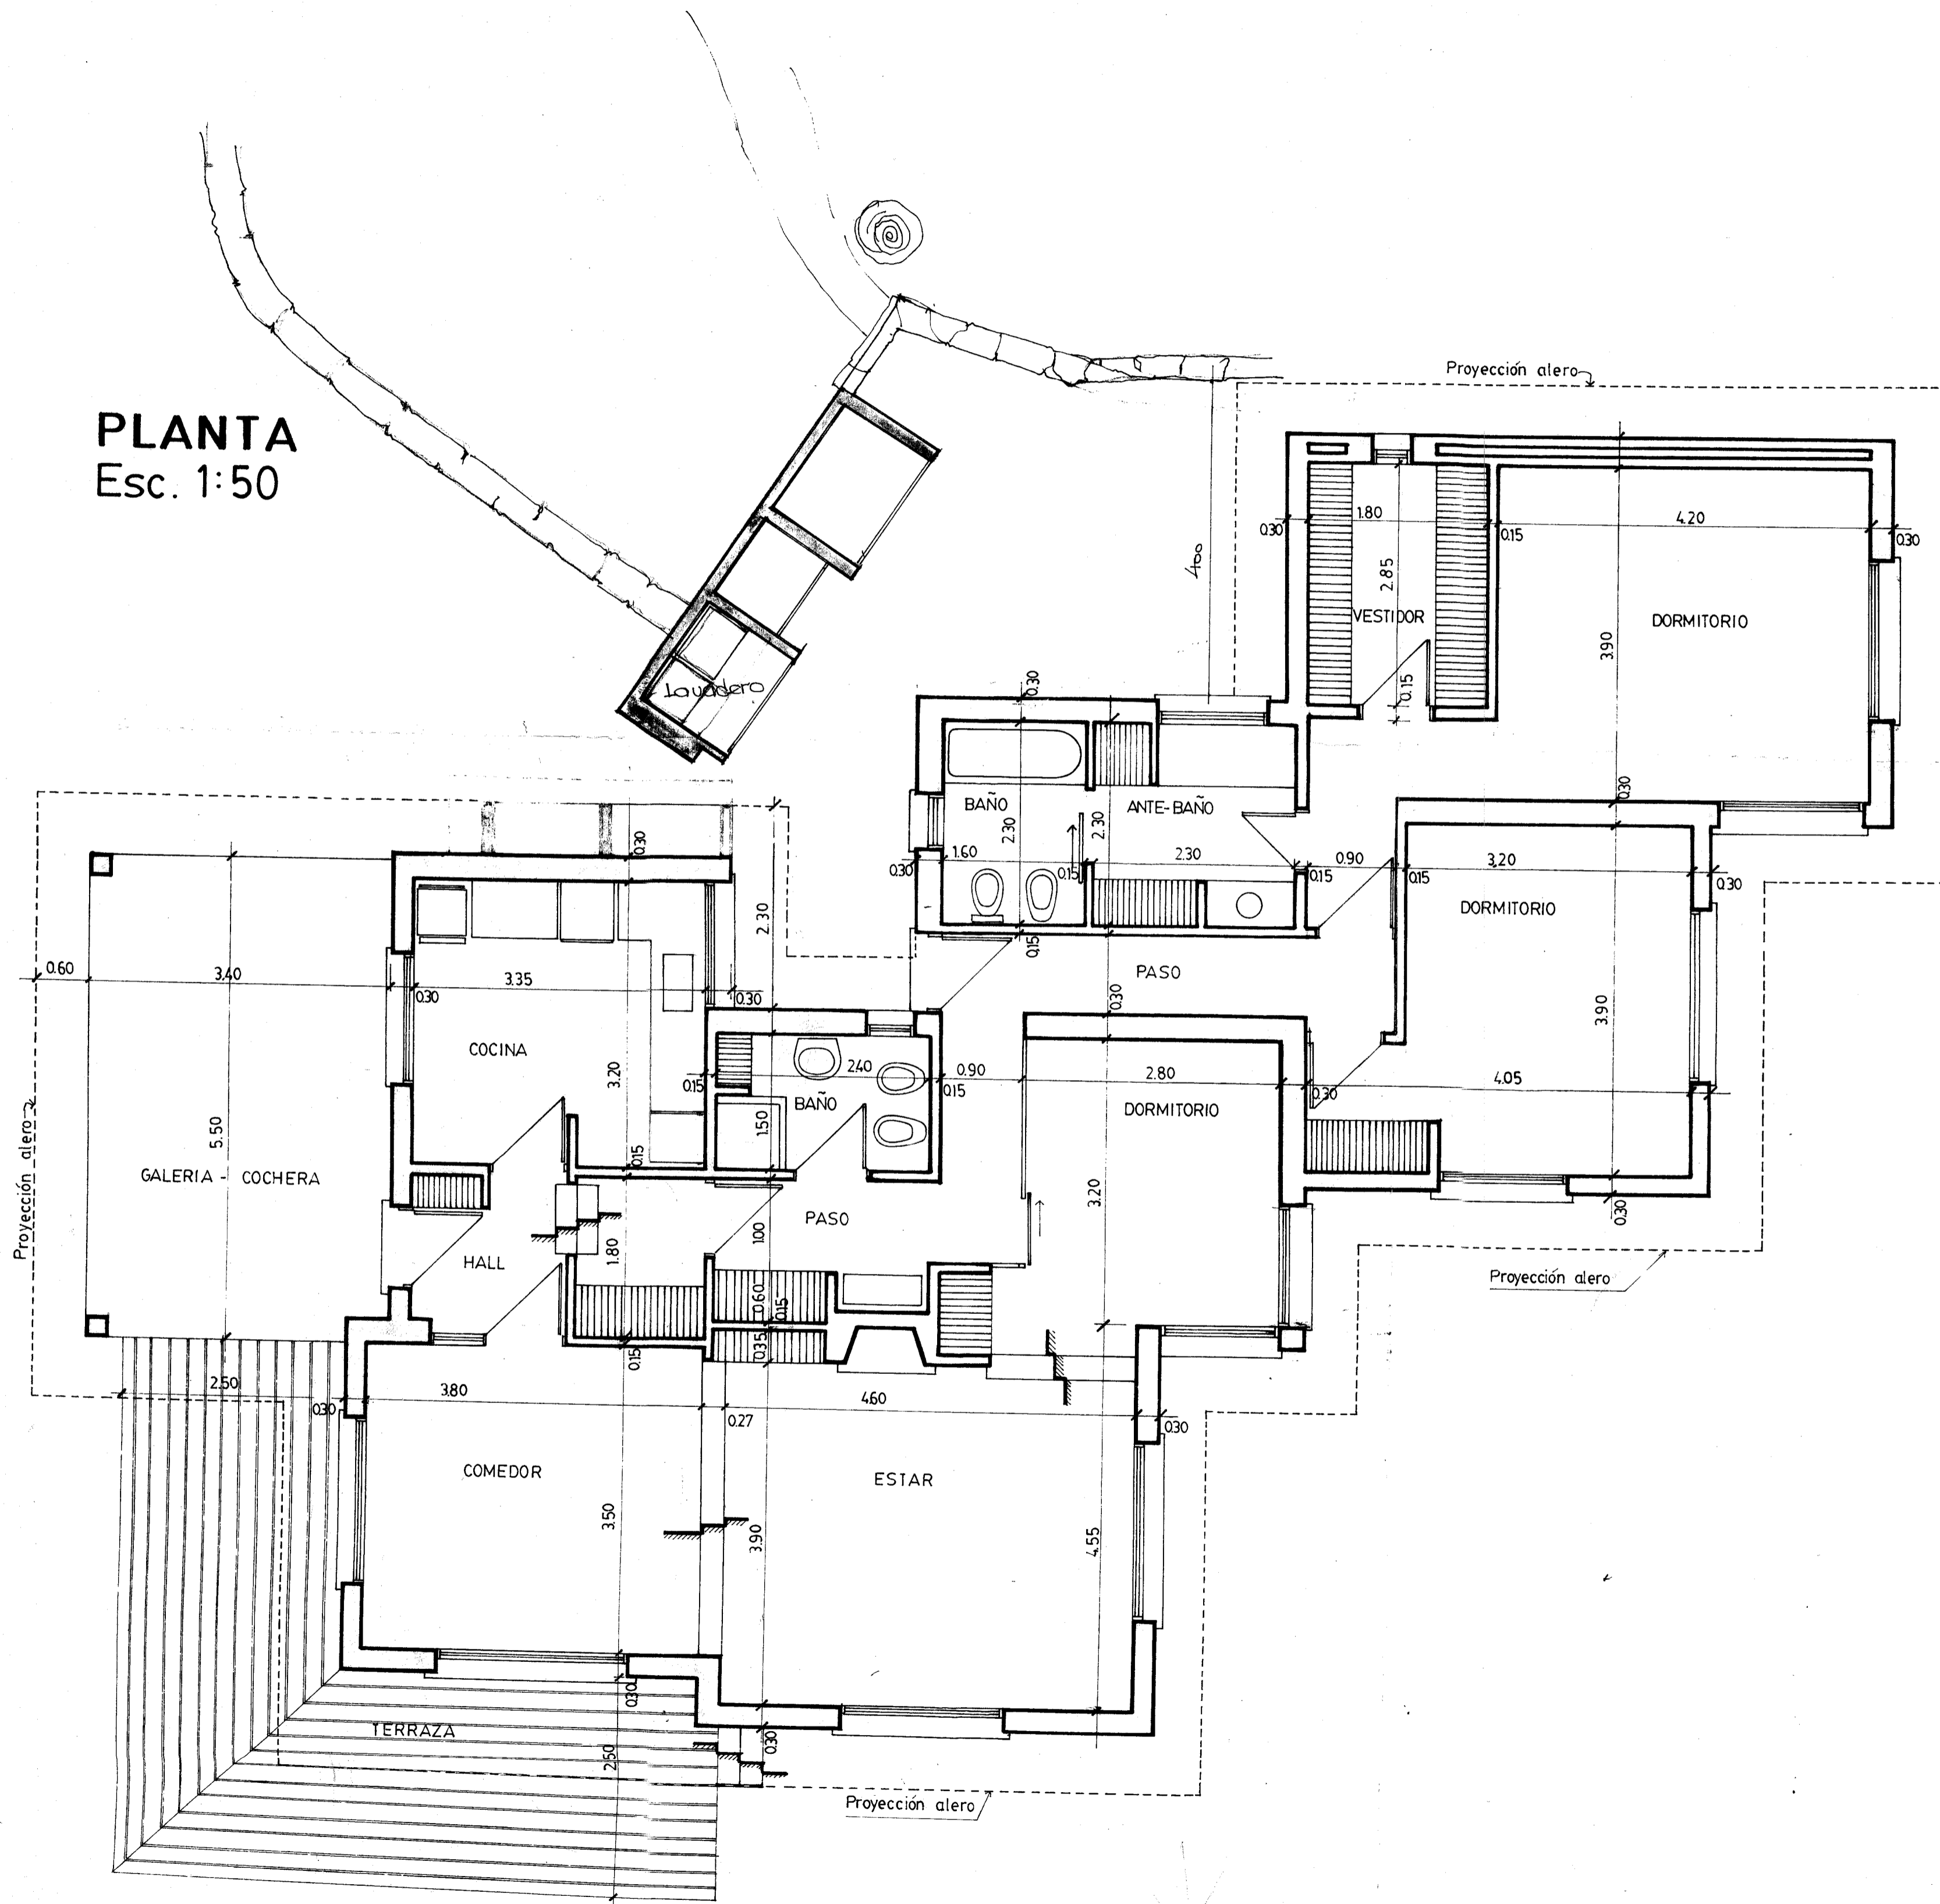 PLANTA
Esc. 1:50
Proyección alero
0.30
1.80
0.15
4.20
0.30
2.85
400
VESTIDOR
DORMITORIO
3.90
0.15
Lavadero
0.30
BAÑO
ANTE-BAÑO
2.30
2.30
0.30
0.30
1.60
0.15
2.30
0.15
0.90
0.15
3.20
0.30
DORMITORIO
0.30
2.30
0.15
PASO
0.60
3.40
0.30
3.35
0.30
0.30
3.90
COCINA
3.20
0.15
2.40
0.15
0.90
2.80
0.30
4.05
BAÑO
1.50
DORMITORIO
Proyección alero
5.50
GALERIA - COCHERA
0.15
PASO
3.20
0.30
HALL
1.80
1.00
0.60
0.15
Proyección alero
0.15
0.35
2.50
0.30
3.80
0.27
4.60
0.30
COMEDOR
ESTAR
3.50
3.90
4.55
0.30
TERRAZA
2.50
0.30
Proyección alero